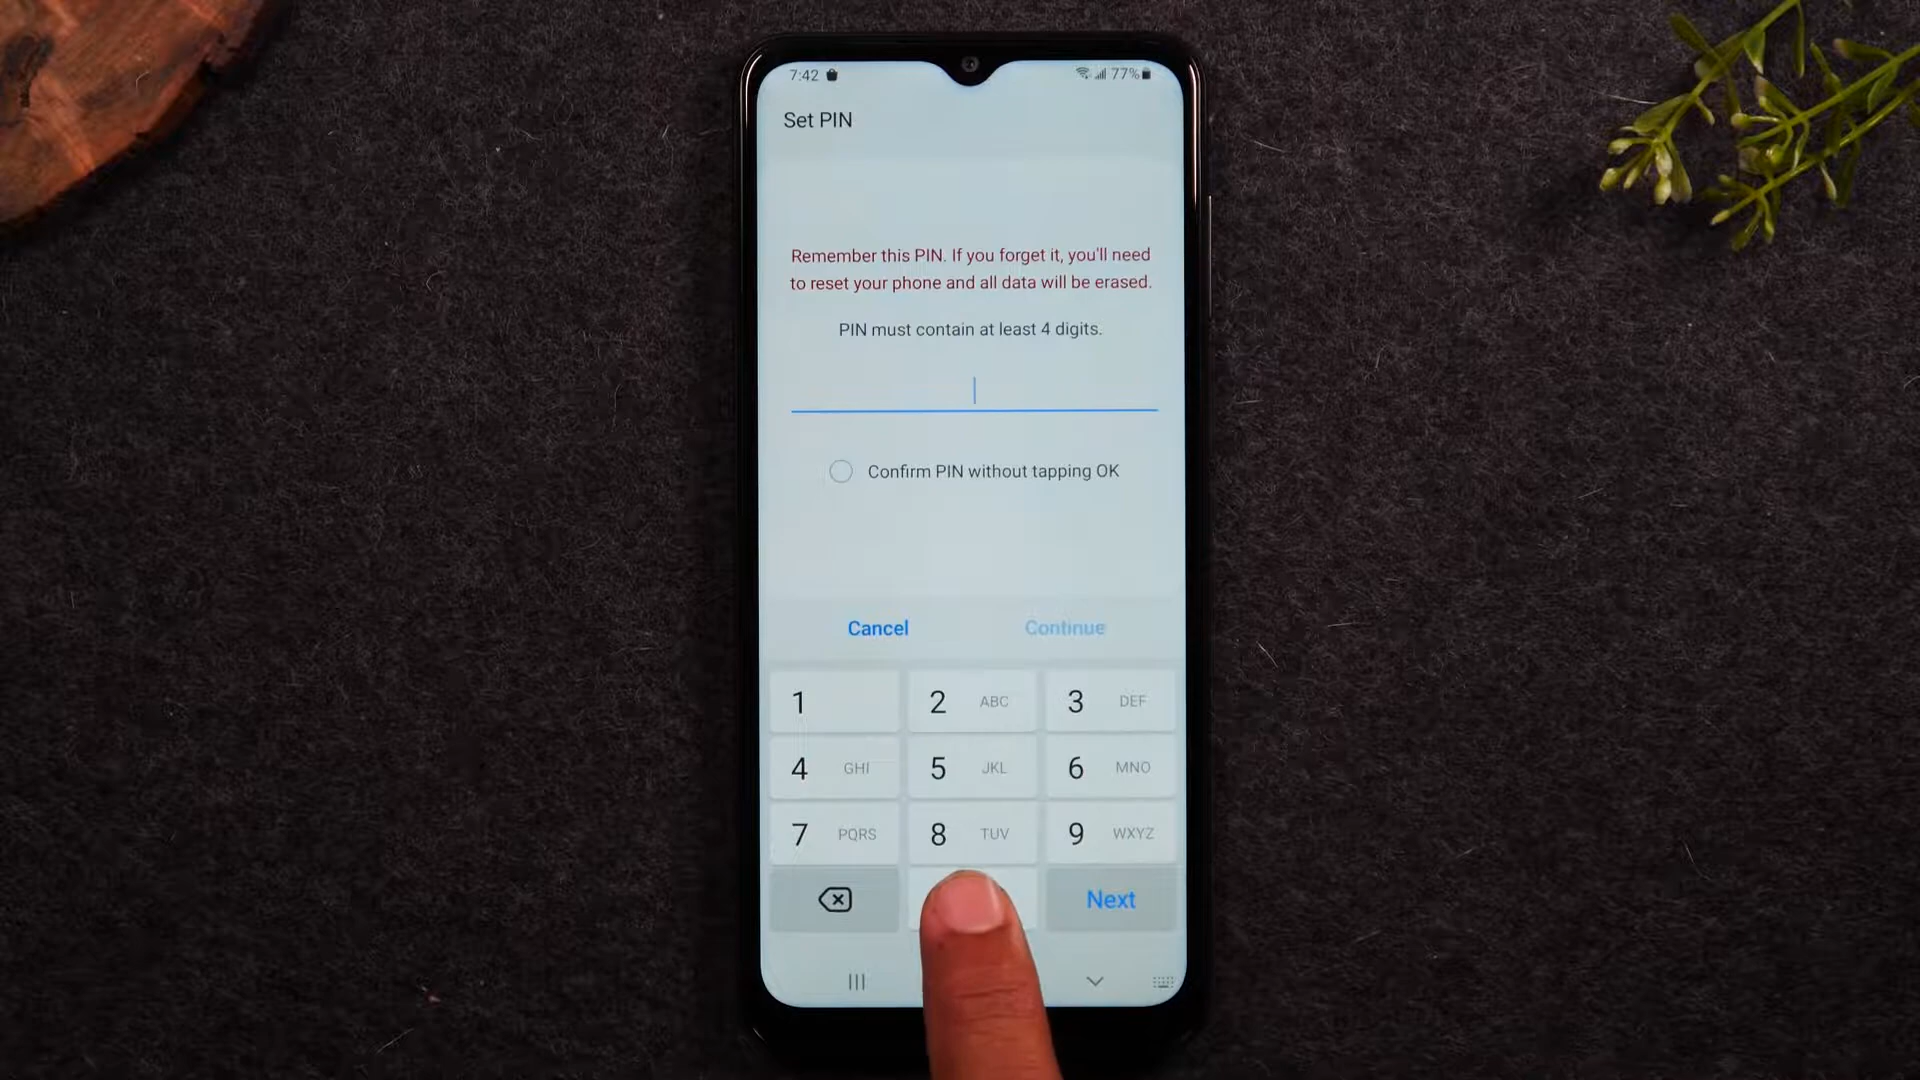 7:42 77%
Set PIN
Remember this PIN. If you forget it, you'll need
to reset your phone and all data will be erased.
PIN must contain at least 4 digits.
Confirm PIN without tapping OK
Cancel Continue
1 2 ABC 3 DEF
4 GHI 5 JKL 6 MNO
7 PQRS 8 TUV 9 WXYZ
Next